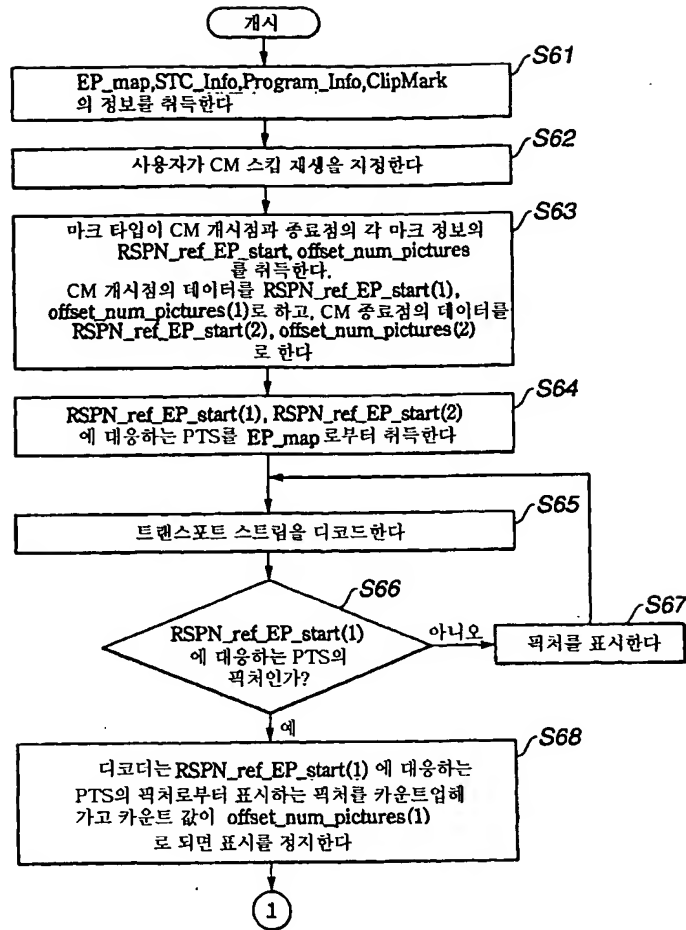 개시
S61
EP_map,STC_Info,Program_Info,ClipMark
의 정보를 취득한다
S62
사용자가 CM 스킵 재생을 지정한다
S63
마크 타입이 CM 개시점과 종료점의 각 마크 정보의
RSPN_ref_EP_start, offset_num_pictures
를 취득한다.
CM 개시점의 데이터를 RSPN_ref_EP_start(1),
offset_num_pictures(1)로 하고, CM 종료점의 데이터를
RSPN_ref_EP_start(2), offset_num_pictures(2)
로 한다
S64
RSPN_ref_EP_start(1), RSPN_ref_EP_start(2)
에 대응하는 PTS를 EP_map로부터 취득한다
S65
트랜스포트 스트림을 디코드한다
S66
RSPN_ref_EP_start(1)
에 대응하는 PTS의
픽처인가?
아니오
S67
픽처를 표시한다
예
S68
디코더는 RSPN_ref_EP_start(1) 에 대응하는
PTS의 픽처로부터 표시하는 픽처를 카운트업해
가고 카운트 값이 offset_num_pictures(1)
로 되면 표시를 정지한다
1